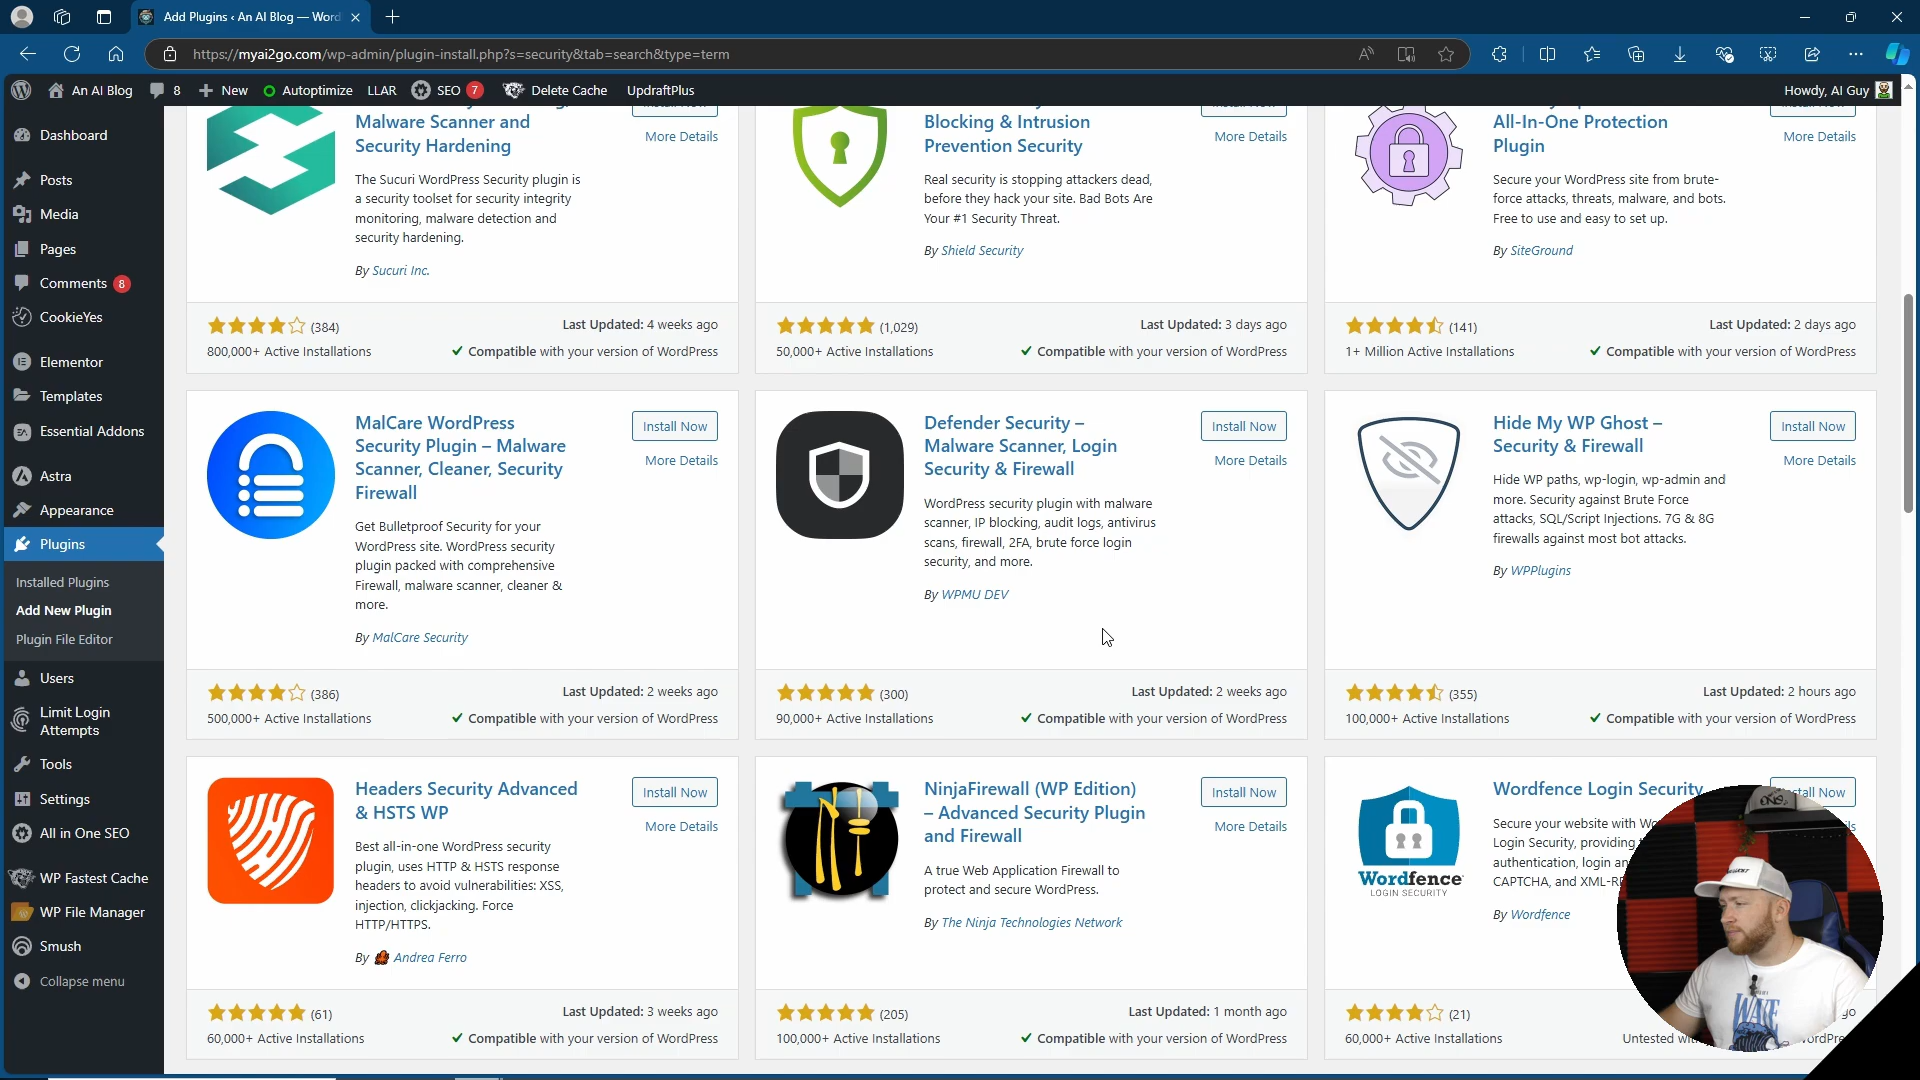 Add Plugins ‹ An AI Blog — Word
https://myai2go.com/wp-admin/plugin-install.php?s=security&tab=search&type=term
An AI Blog
8
New
Autoptimize
LLAR
SEO
7
Delete Cache
UpdraftPlus
Howdy, AI Guy
Dashboard
Posts
Media
Pages
Comments 8
CookieYes
Elementor
Templates
Essential Addons
Astra
Appearance
Plugins
Installed Plugins
Add New Plugin
Plugin File Editor
Users
Limit Login
Attempts
Tools
Settings
All in One SEO
WP Fastest Cache
WP File Manager
Smush
Collapse menu
Malware Scanner and
Security Hardening
More Details
The Sucuri WordPress Security plugin is
a security toolset for security integrity
monitoring, malware detection and
security hardening.
By Sucuri Inc.
(384)
Last Updated: 4 weeks ago
800,000+ Active Installations
Compatible with your version of WordPress
Blocking & Intrusion
Prevention Security
More Details
Real security is stopping attackers dead,
before they hack your site. Bad Bots Are
Your #1 Security Threat.
By Shield Security
(1,029)
Last Updated: 3 days ago
50,000+ Active Installations
Compatible with your version of WordPress
All-In-One Protection
Plugin
More Details
Secure your WordPress site from brute-
force attacks, threats, malware, and bots.
Free to use and easy to set up.
By SiteGround
(141)
Last Updated: 2 days ago
1+ Million Active Installations
Compatible with your version of WordPress
MalCare WordPress
Security Plugin – Malware
Scanner, Cleaner, Security
Firewall
Install Now
More Details
Get Bulletproof Security for your
WordPress site. WordPress security
plugin packed with comprehensive
Firewall, malware scanner, cleaner &
more.
By MalCare Security
(386)
Last Updated: 2 weeks ago
500,000+ Active Installations
Compatible with your version of WordPress
Defender Security –
Malware Scanner, Login
Security & Firewall
Install Now
More Details
WordPress security plugin with malware
scanner, IP blocking, audit logs, antivirus
scans, firewall, 2FA, brute force login
security, and more.
By WPMU DEV
(300)
Last Updated: 2 weeks ago
90,000+ Active Installations
Compatible with your version of WordPress
Hide My WP Ghost –
Security & Firewall
Install Now
More Details
Hide WP paths, wp-login, wp-admin and
more. Security against Brute Force
attacks, SQL/Script Injections. 7G & 8G
firewalls against most bot attacks.
By WPPlugins
(355)
Last Updated: 2 hours ago
100,000+ Active Installations
Compatible with your version of WordPress
Headers Security Advanced
& HSTS WP
Install Now
More Details
Best all-in-one WordPress security
plugin, uses HTTP & HSTS response
headers to avoid vulnerabilities: XSS,
injection, clickjacking. Force
HTTP/HTTPS.
By Andrea Ferro
(61)
Last Updated: 3 weeks ago
60,000+ Active Installations
Compatible with your version of WordPress
NinjaFirewall (WP Edition)
– Advanced Security Plugin
and Firewall
Install Now
More Details
A true Web Application Firewall to
protect and secure WordPress.
By The Ninja Technologies Network
(205)
Last Updated: 1 month ago
100,000+ Active Installations
Compatible with your version of WordPress
Wordfence
LOGIN SECURITY
Wordfence Login Security
Now
Secure your website with
Login Security, providing
authentication, login
CAPTCHA, and
By Wordfence
(21)
60,000+ Active Installations
Untested